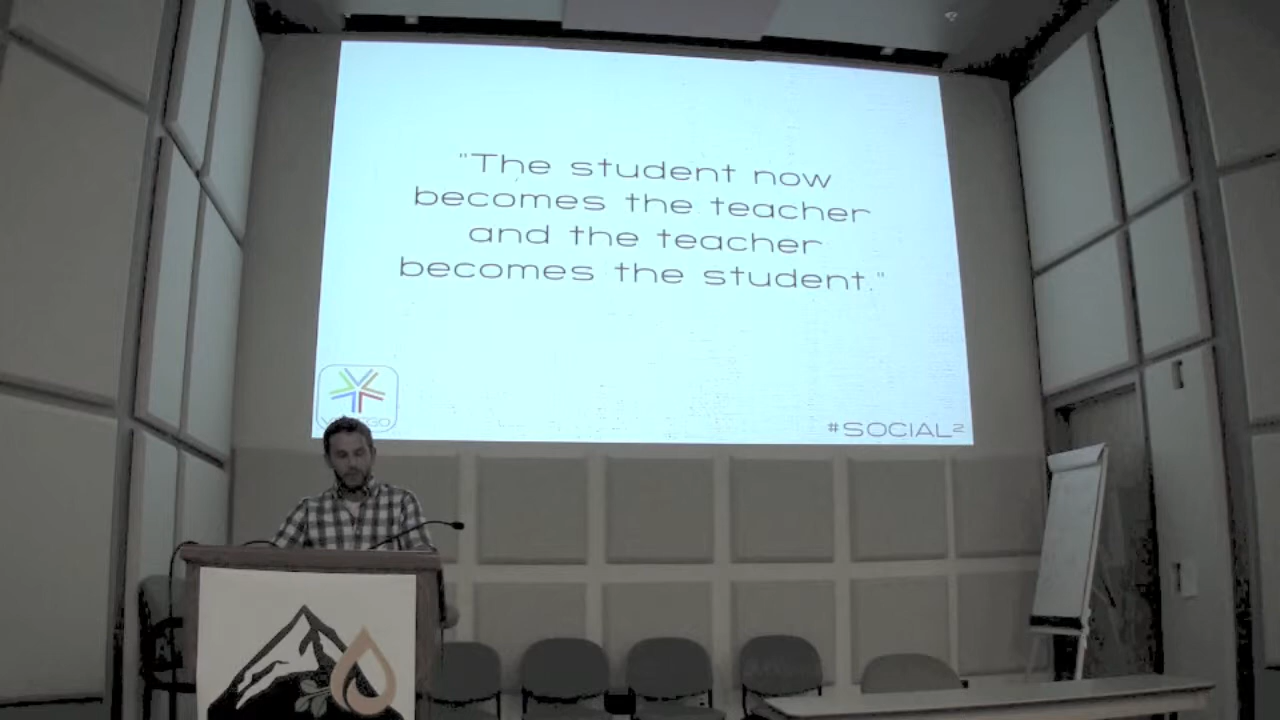 "The student now
becomes the teacher
and the teacher
becomes the student."
#SOCIAL²